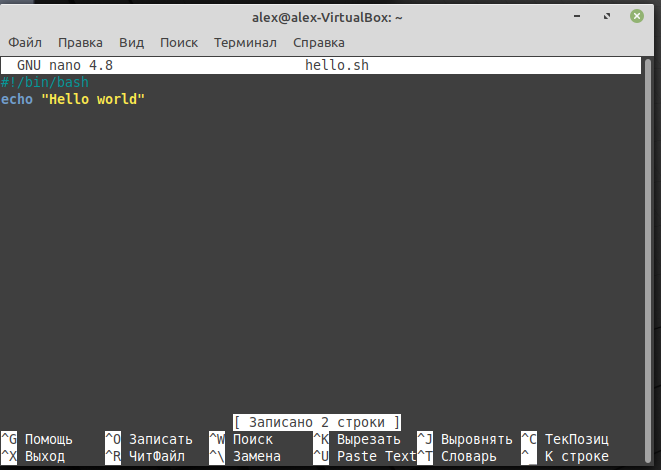 alex@alex-VirtualBox: ~
Файл Правка Вид Поиск Терминал Справка
GNU nano 4.8 hello.sh
#!/bin/bash
echo "Hello world"
[ Записано 2 строки ]
^G Помощь ^O Записать ^W Поиск ^K Вырезать ^J Выровнять ^C ТекПозиц
^X Выход ^R ЧитФайл ^\ Замена ^U Paste Text ^T Словарь ^_ К строке